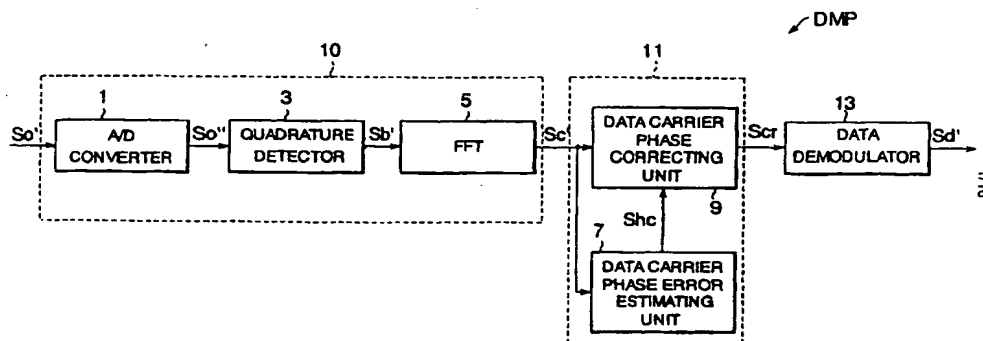 DMP
10
11
1
3
5
13
So'
A/D
CONVERTER
So"
QUADRATURE
DETECTOR
Sb'
FFT
Sc'
DATA CARRIER
PHASE
CORRECTING
UNIT
Scr
DATA
DEMODULATOR
Sd'
9
Shc
7
DATA CARRIER
PHASE ERROR
ESTIMATING
UNIT